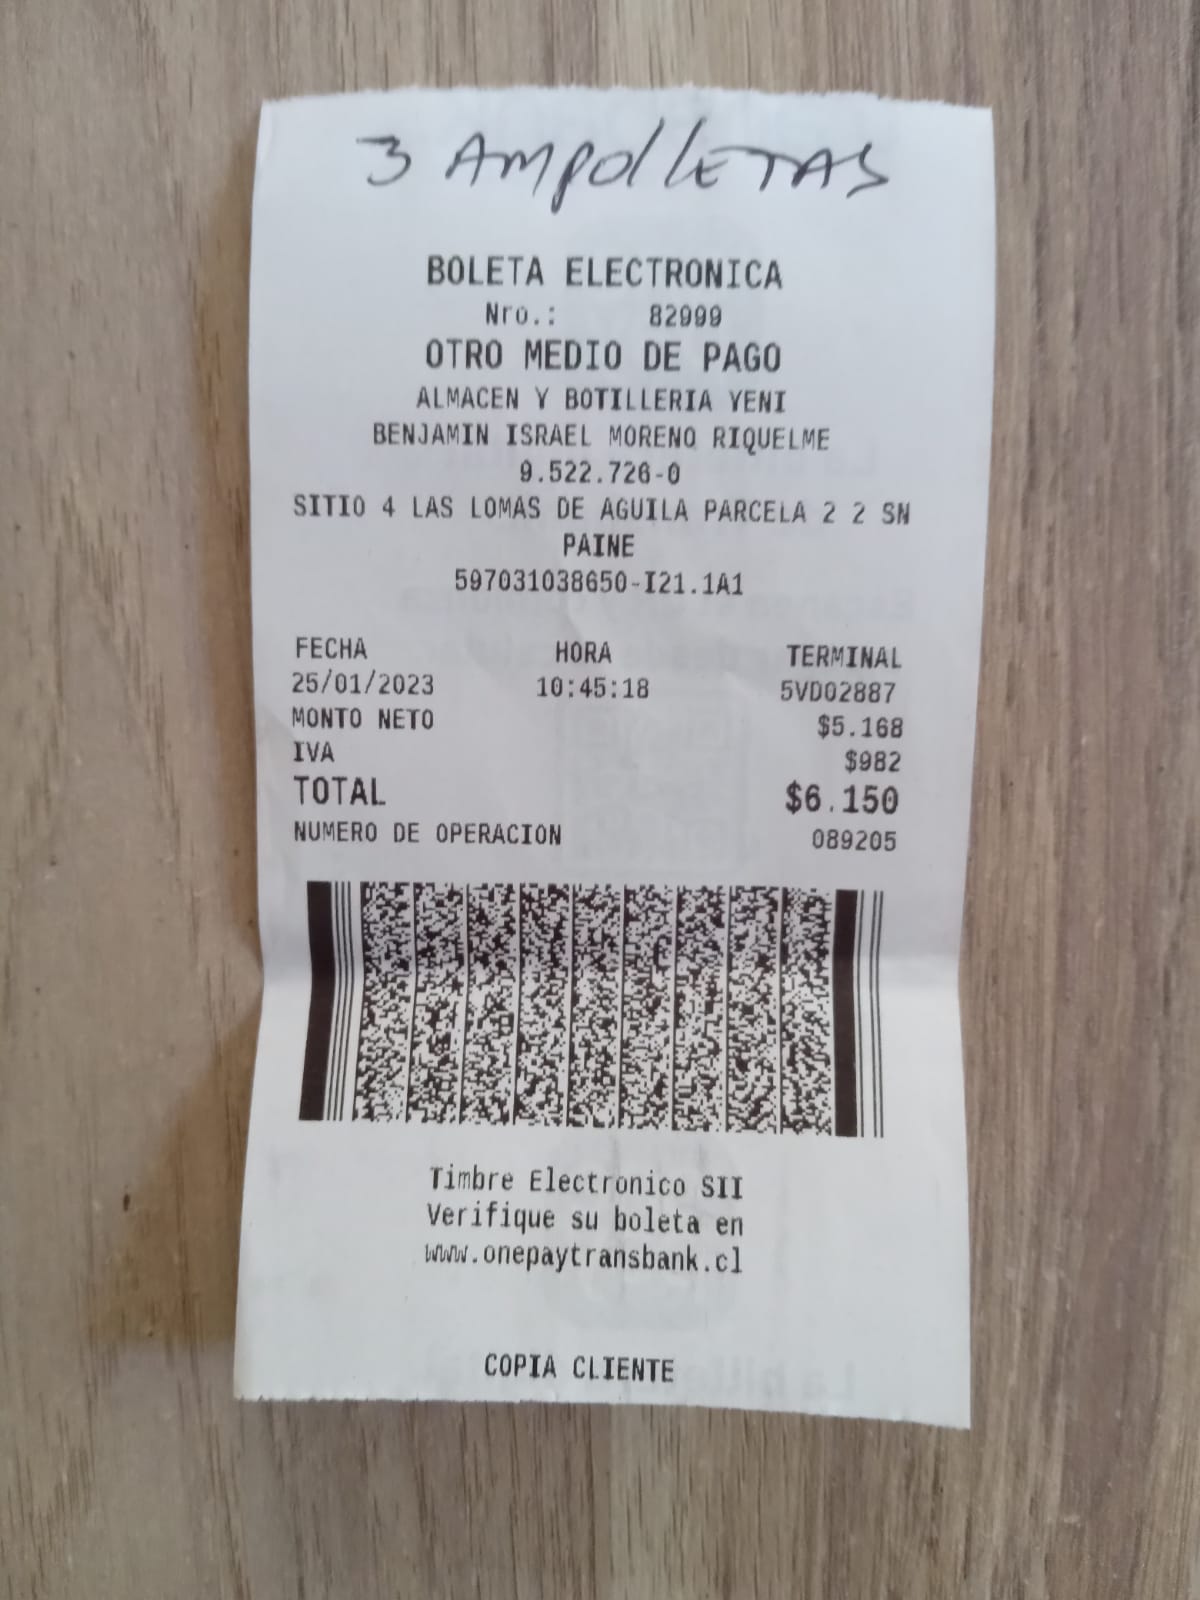 3 AMPOLLETAS
BOLETA ELECTRONICA
Nro.: 82999
OTRO MEDIO DE PAGO
ALMACEN Y BOTILLERIA YENI
BENJAMIN ISRAEL MORENO RIQUELME
9.522.726-0
SITIO 4 LAS LOMAS DE AGUILA PARCELA 2 2 SN
PAINE
597031038650-I21.1A1
FECHA HORA TERMINAL
25/01/2023 10:45:18 5VD02887
MONTO NETO $5.168
IVA $982
TOTAL $6.150
NUMERO DE OPERACION 089205
Timbre Electronico SII
Verifique su boleta en
www.onepaytransbank.cl
COPIA CLIENTE